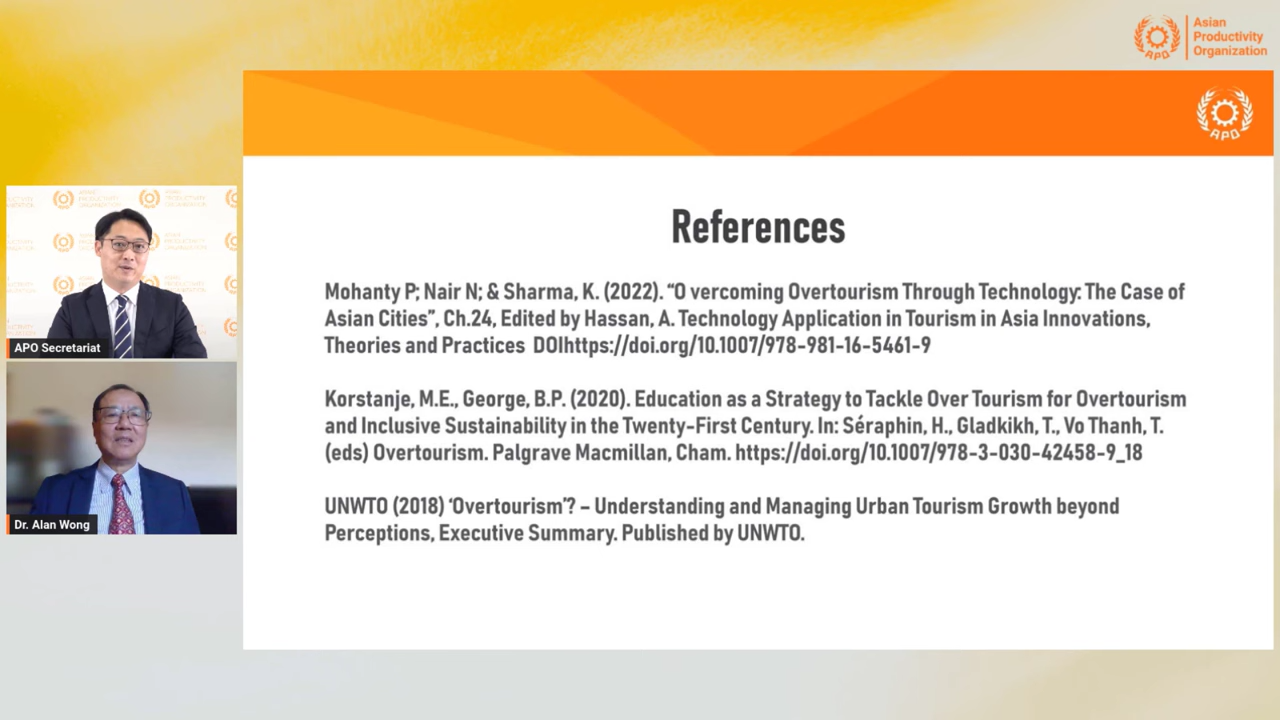 Asian
Productivity
Organization
APO
APO
References
Mohanty P; Nair N; & Sharma, K. (2022). “O vercoming Overtourism Through Technology: The Case of
Asian Cities”, Ch.24, Edited by Hassan, A. Technology Application in Tourism in Asia Innovations,
Theories and Practices DOIhttps://doi.org/10.1007/978-981-16-5461-9
Korstanje, M.E., George, B.P. (2020). Education as a Strategy to Tackle Over Tourism for Overtourism
and Inclusive Sustainability in the Twenty-First Century. In: Séraphin, H., Gladkikh, T., Vo Thanh, T.
(eds) Overtourism. Palgrave Macmillan, Cham. https://doi.org/10.1007/978-3-030-42458-9_18
UNWTO (2018) ‘Overtourism’? – Understanding and Managing Urban Tourism Growth beyond
Perceptions, Executive Summary. Published by UNWTO.
APO Secretariat
Dr. Alan Wong